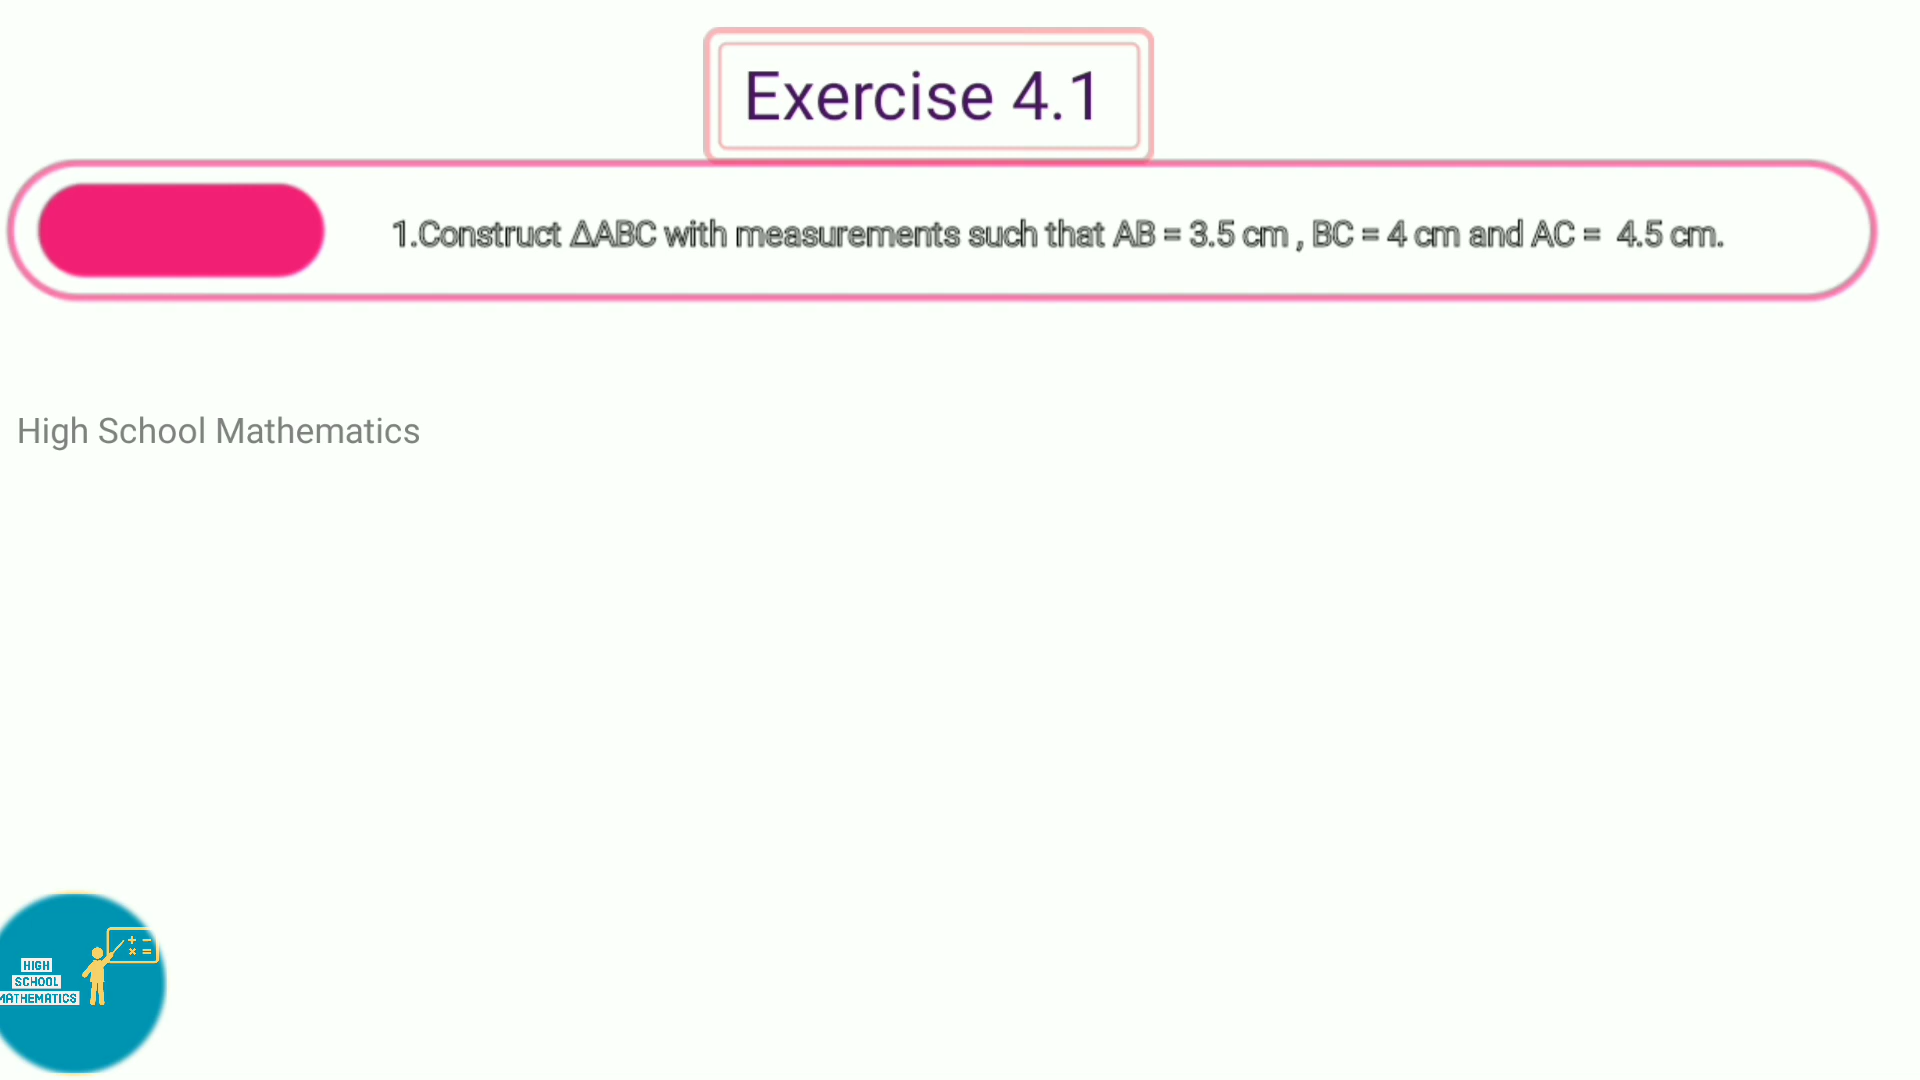 Exercise 4.1
1.Construct ΔABC with measurements such that AB = 3.5 cm , BC = 4 cm and AC = 4.5 cm.
High School Mathematics
+ −
× =
HIGH
SCHOOL
MATHEMATICS